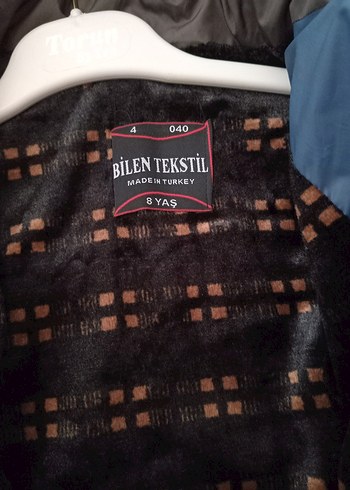 Torun
4 040
BİLEN TEKSTİL
MADE IN TURKEY
8 YAŞ